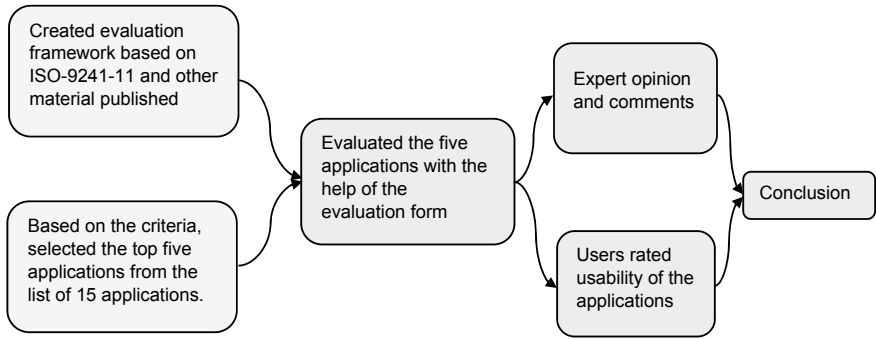 Created evaluation
framework based on
ISO-9241-11 and other
material published
Based on the criteria,
selected the top five
applications from the
list of 15 applications.
Evaluated the five
applications with the
help of the
evaluation form
Expert opinion
and comments
Users rated
usability of the
applications
Conclusion